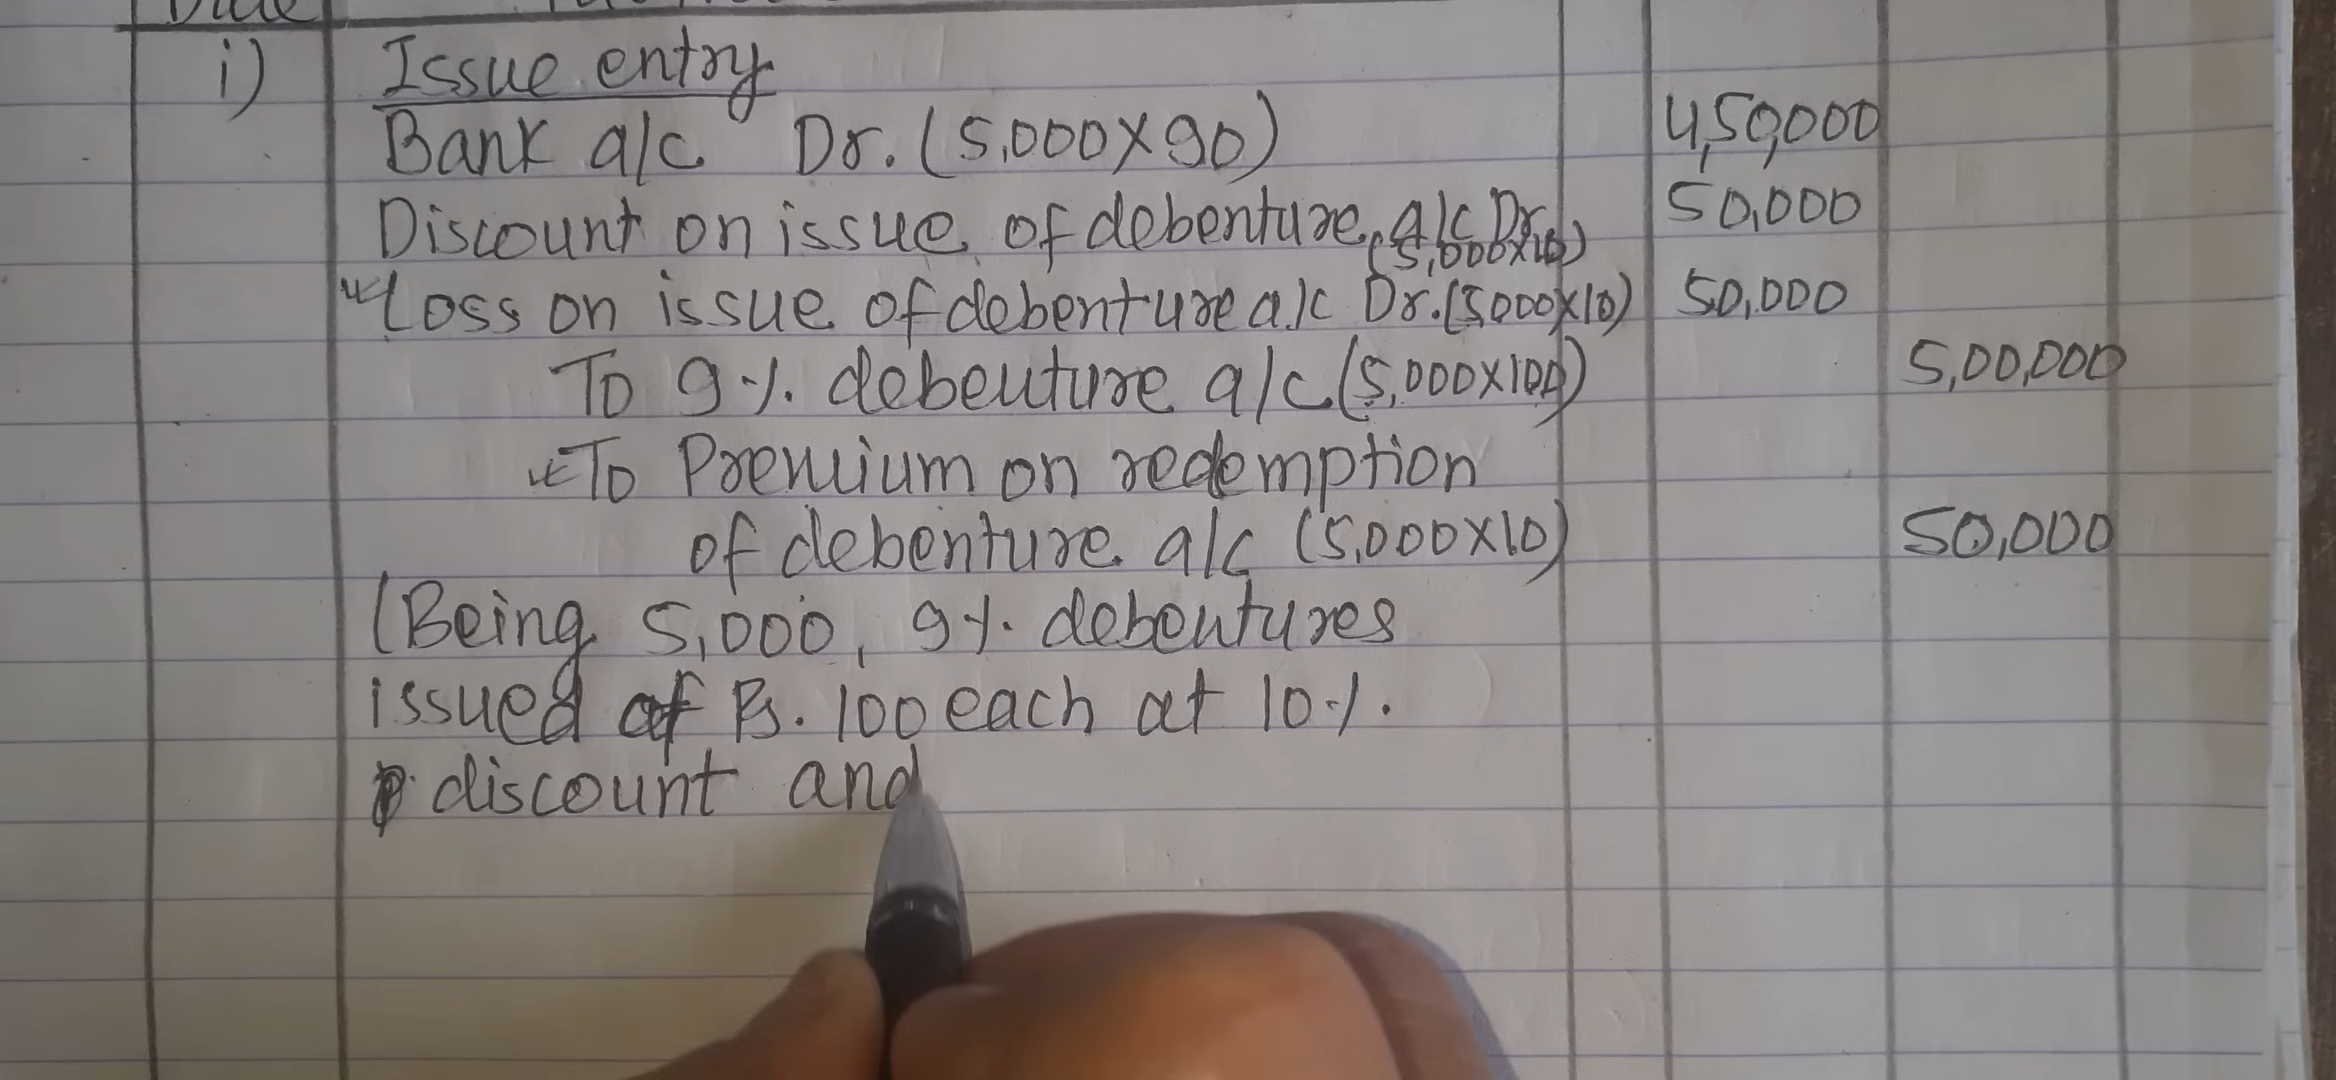 Date
i) Issue entry
Bank a/c Dr. (5,000×90) 4,50,000
Discount on issue of debenture a/c Dr. 50,000
(5,000×10)
Loss on issue of debenture a/c Dr. (5000×10) 50,000
To 9% debenture a/c (5,000×100) 5,00,000
To Premium on redemption
of debenture a/c (5,000×10) 50,000
(Being 5,000, 9% debentures
issued of Rs. 100 each at 10%.
discount and